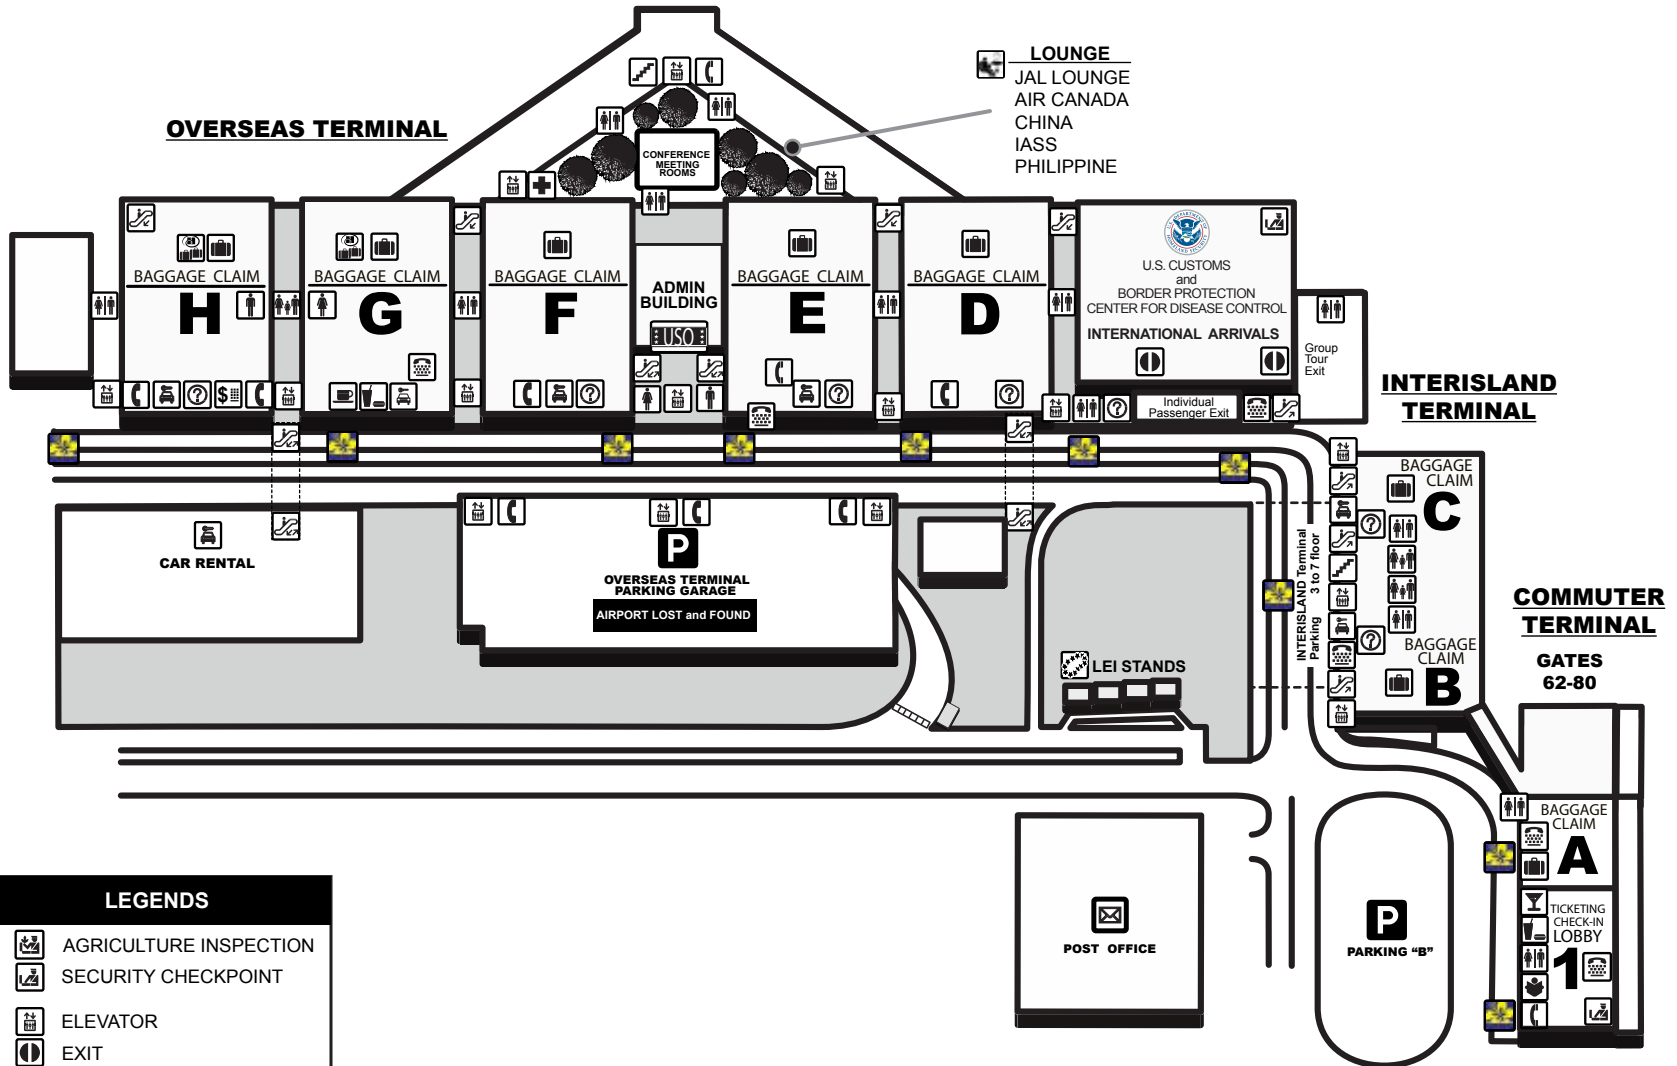 LOUNGE
JAL LOUNGE
AIR CANADA
CHINA
IASS
PHILIPPINE
OVERSEAS TERMINAL
CONFERENCE
MEETING
ROOMS
BAGGAGE CLAIM
H
BAGGAGE CLAIM
G
BAGGAGE CLAIM
F
ADMIN
BUILDING
USO
BAGGAGE CLAIM
E
BAGGAGE CLAIM
D
U.S. CUSTOMS
and
BORDER PROTECTION
CENTER FOR DISEASE CONTROL
INTERNATIONAL ARRIVALS
Group
Tour
Exit
Individual
Passenger Exit
INTERISLAND
TERMINAL
BAGGAGE
CLAIM
C
INTERISLAND Terminal
Parking 3 to 7 floor
BAGGAGE
CLAIM
B
CAR RENTAL
P
OVERSEAS TERMINAL
PARKING GARAGE
AIRPORT LOST and FOUND
LEI STANDS
COMMUTER
TERMINAL
GATES
62-80
BAGGAGE
CLAIM
A
TICKETING
CHECK-IN
LOBBY
1
POST OFFICE
P
PARKING “B”
LEGENDS
AGRICULTURE INSPECTION
SECURITY CHECKPOINT
ELEVATOR
EXIT